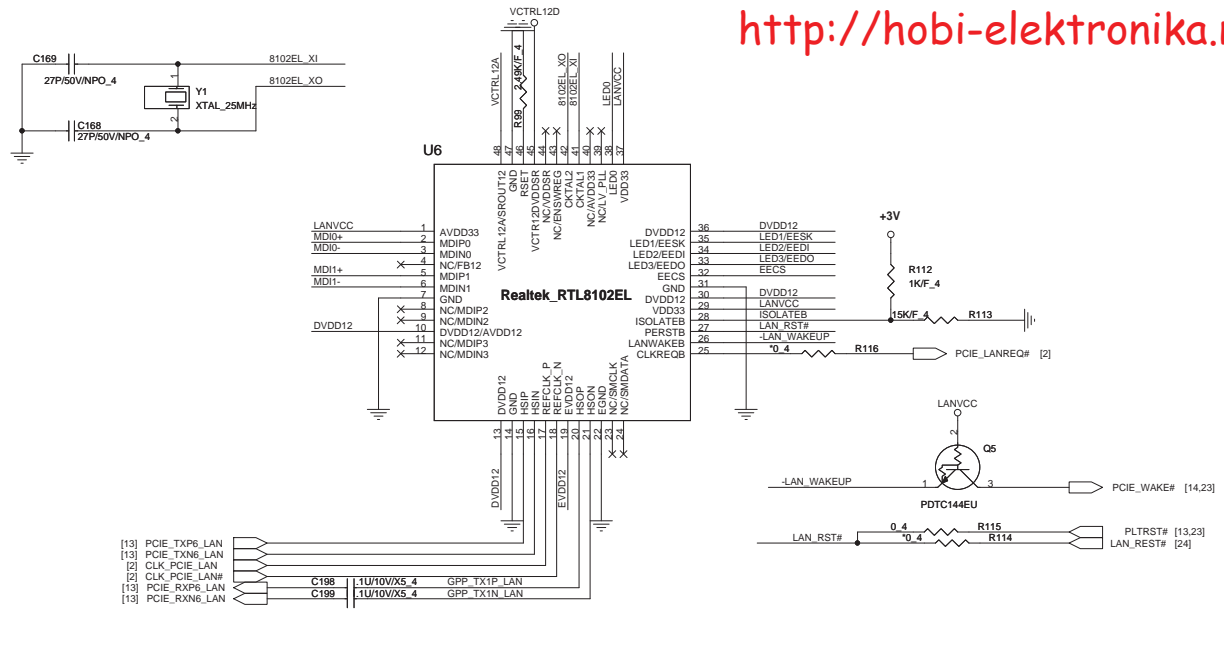 http://hobi-elektronika.
VCTRL12D
C169
27P/50V/NPO_4
8102EL_XI
8102EL_XO
1
Y1
XTAL_25MHz
2
C168
27P/50V/NPO_4
VCTRL12A
R99
2.49K/F_4
8102EL_XO
8102EL_XI
LED0
LANVCC
U6
48
47
46
45
44
43
42
41
40
39
38
37
VCTRL12A/SROUT12
GND
RSET
VCTR12DVDDSR
NC/VDDSR
NC/ENSWREG
CKTAL2
CKTAL1
NC/AVDD33
NC/LV_PLL
LED0
VDD33
LANVCC 1 AVDD33
MDI0+ 2 MDIP0
MDI0- 3 MDIN0
4 NC/FB12
MDI1+ 5 MDIP1
MDI1- 6 MDIN1
7 GND
8 NC/MDIP2
9 NC/MDIN2
DVDD12 10 DVDD12/AVDD12
11 NC/MDIP3
12 NC/MDIN3
Realtek_RTL8102EL
DVDD12 36 DVDD12
LED1/EESK 35 LED1/EESK
LED2/EEDI 34 LED2/EEDI
LED3/EEDO 33 LED3/EEDO
EECS 32 EECS
GND 31
DVDD12 30 DVDD12
VDD33 29 LANVCC
ISOLATEB 28 ISOLATEB
PERSTB 27 LAN_RST#
LANWAKEB 26 -LAN_WAKEUP
CLKREQB 25
+3V
R112
1K/F_4
15K/F_4 R113
*0_4 R116 PCIE_LANREQ# [2]
DVDD12
GND
HSIP
HSIN
REFCLK_P
REFCLK_N
EVDD12
HSOP
HSON
EGND
NC/SMCLK
NC/SMDATA
13
14
15
16
17
18
19
20
21
22
23
24
DVDD12
EVDD12
LANVCC
2
Q5
-LAN_WAKEUP 1 3 PCIE_WAKE# [14,23]
PDTC144EU
LAN_RST#
0_4 R115 PLTRST# [13,23]
*0_4 R114 LAN_REST# [24]
[13] PCIE_TXP6_LAN
[13] PCIE_TXN6_LAN
[2] CLK_PCIE_LAN
[2] CLK_PCIE_LAN#
[13] PCIE_RXP6_LAN C198 .1U/10V/X5_4 GPP_TX1P_LAN
[13] PCIE_RXN6_LAN C199 .1U/10V/X5_4 GPP_TX1N_LAN